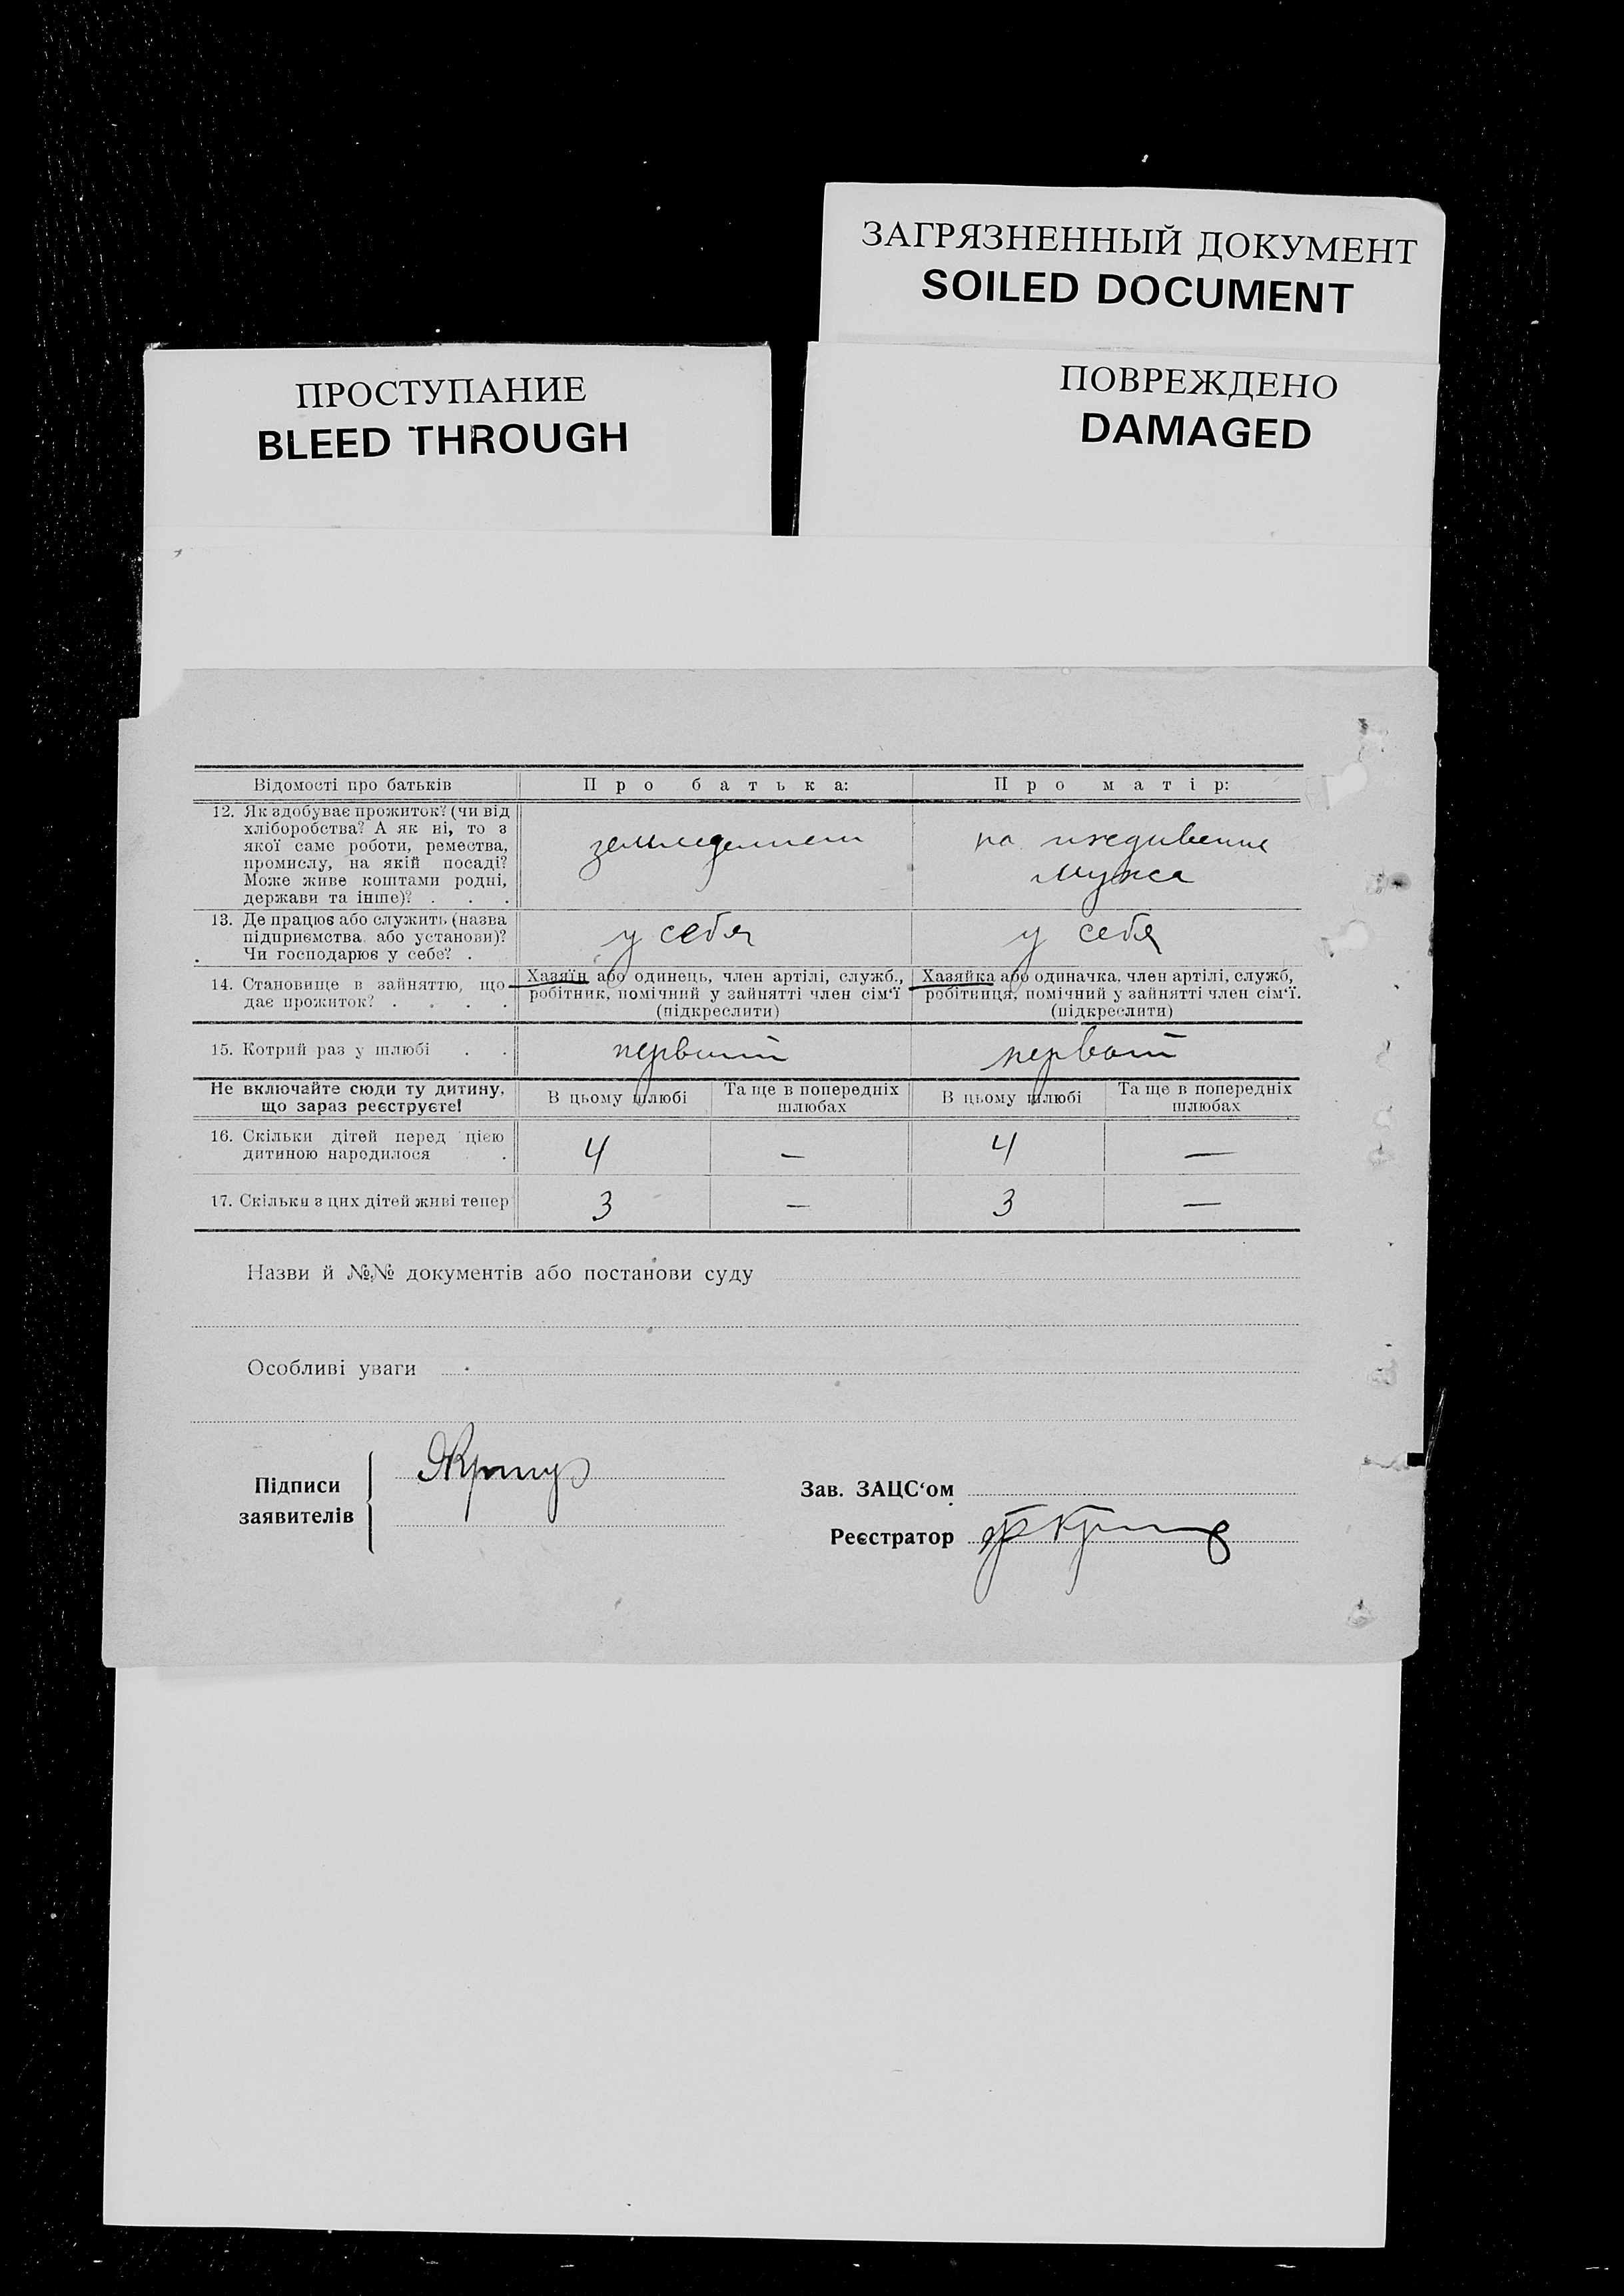 ЗАГРЯЗНЕННЫЙ ДОКУМЕНТ
SOILED DOCUMENT
ПРОСТУПАНИЕ
BLEED THROUGH
ПОВРЕЖДЕНО
DAMAGED
Відомості про батьків
Про батька:
Про матір:
12. Як здобуває прожиток? (чи від
хліборобства? А як ні, то з
якої саме роботи, ремества,
промислу, на якій посаді?
Може живе коштами родні,
держави та інше)? . . .
земледелием
на иждивение
мужа
13. Де працює або служить (назва
підприємства або установи)?
Чи господарює у себе? .
у себя
у себя
14. Становище в зайняттю, що
дає прожиток? . . . .
Хазяїн або одинець, член артілі, служб.,
робітник, помічний у зайнятті член сім'ї
(підкреслити)
Хазяйка або одиначка, член артілі, служб,
робітниця, помічний у зайнятті член сім'ї.
(підкреслити)
15. Котрий раз у шлюбі . .
первый
первой
Не включайте сюди ту дитину,
що зараз реєструєте!
В цьому шлюбі
Та ще в попередніх
шлюбах
В цьому шлюбі
Та ще в попередніх
шлюбах
16. Скільки дітей перед цією
дитиною народилося .
4 — 4 —
17. Скільки з цих дітей живі тепер
3 — 3 —
Назви й №№ документів або постанови суду
Особливі уваги
Підписи
заявителів
Зав. ЗАЦС'ом
Реєстратор